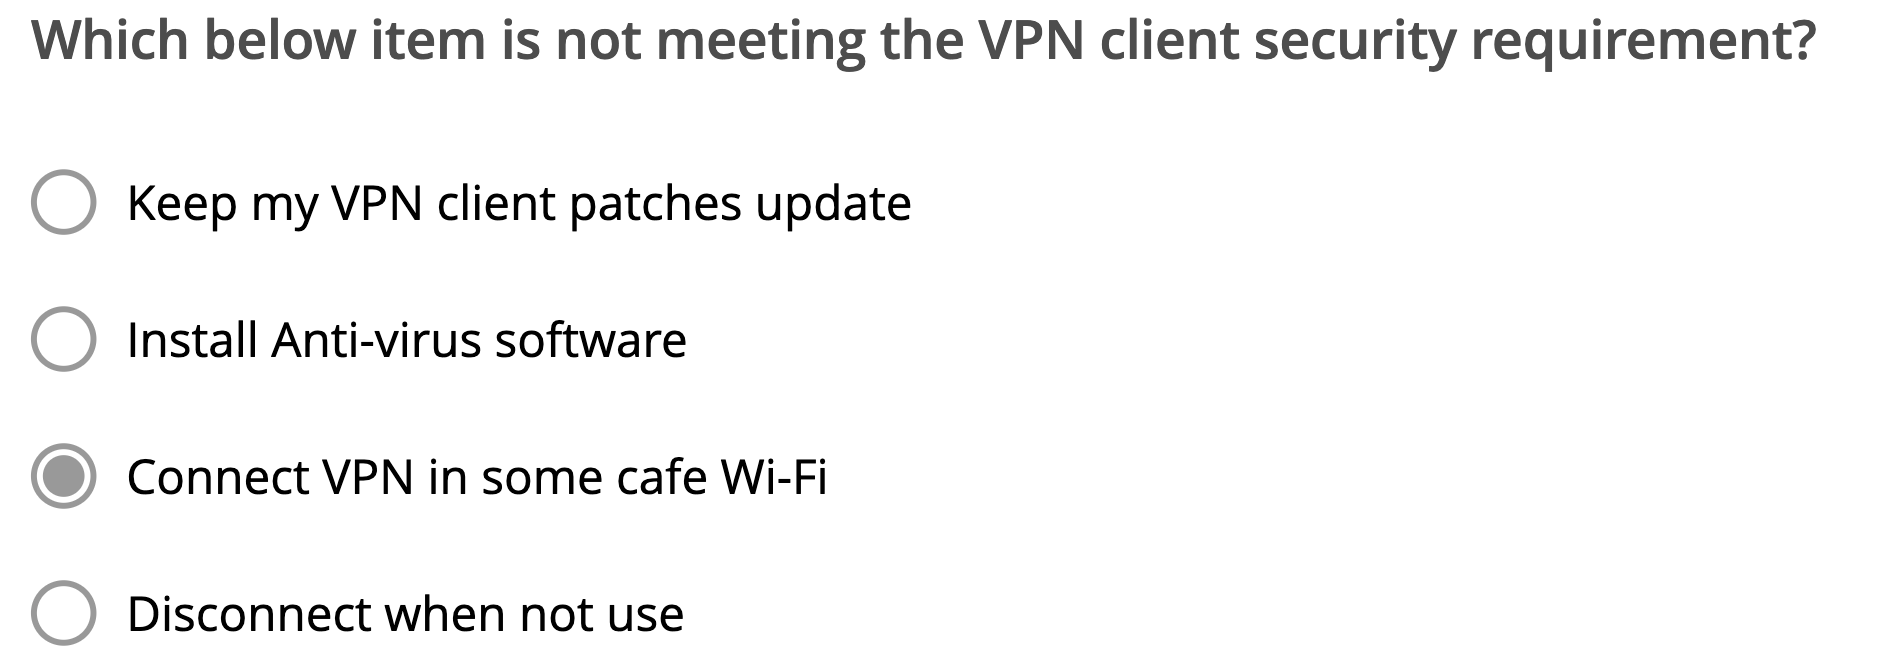 Which below item is not meeting the VPN client security requirement?
Keep my VPN client patches update
Install Anti-virus software
Connect VPN in some cafe Wi-Fi
Disconnect when not use